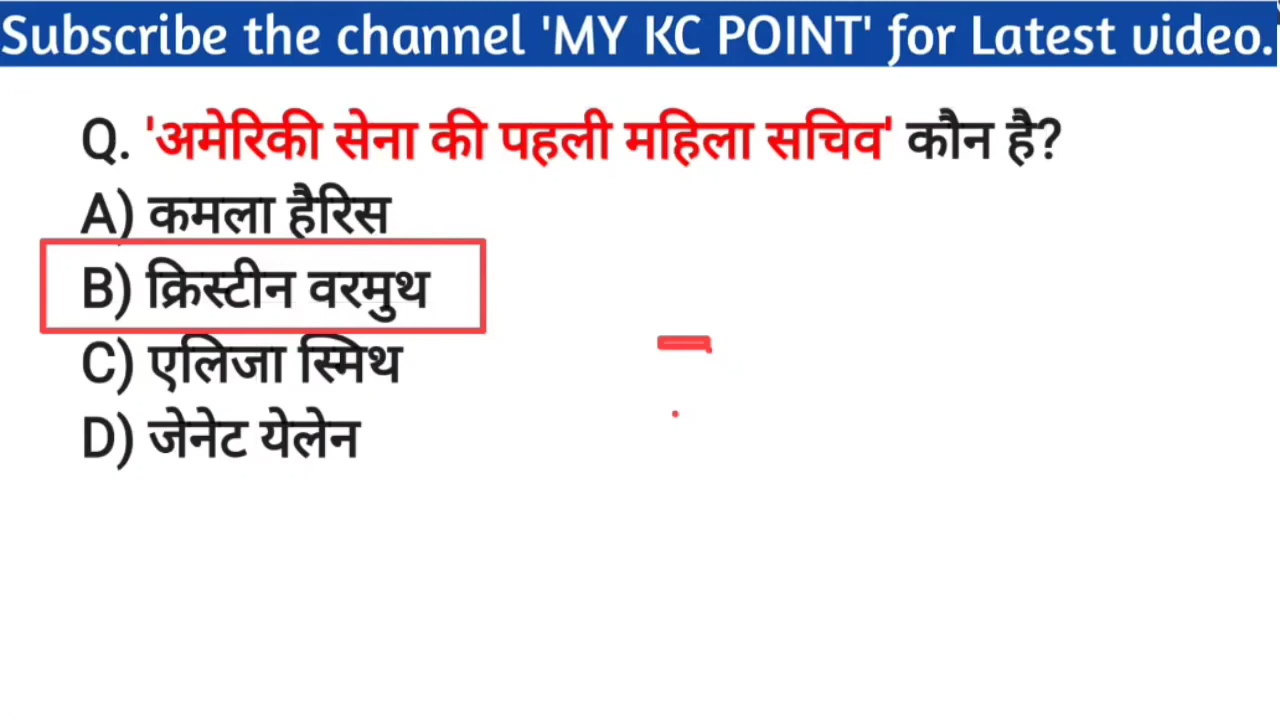 Subscribe the channel 'MY KC POINT' for Latest video.
Q. 'अमेरिकी सेना की पहली महिला सचिव' कौन है?
A) कमला हैरिस
B) क्रिस्टीन वरमुथ
C) एलिजा स्मिथ
D) जेनेट येलेन